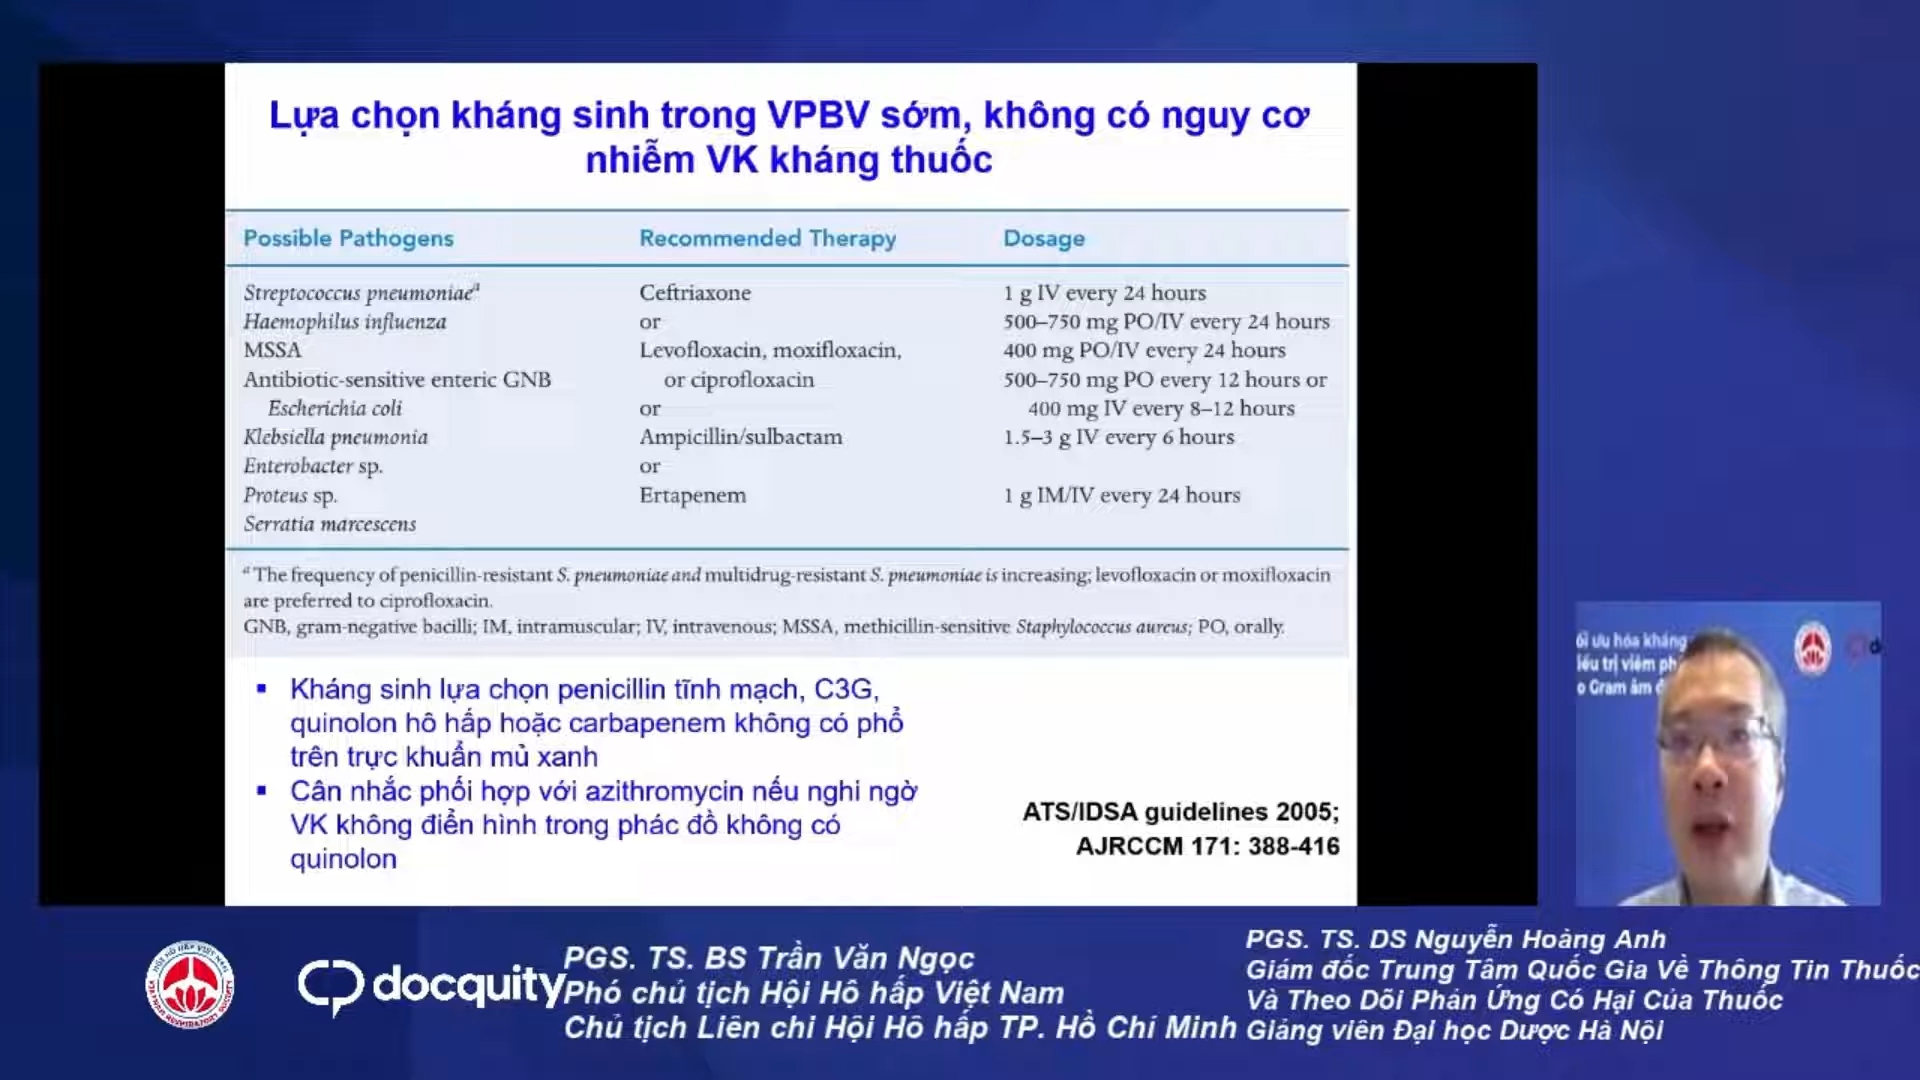 Lựa chọn kháng sinh trong VPBV sớm, không có nguy cơ
nhiễm VK kháng thuốc
Possible Pathogens Recommended Therapy Dosage
Streptococcus pneumoniaeᵃ Ceftriaxone 1 g IV every 24 hours
Haemophilus influenza or 500–750 mg PO/IV every 24 hours
MSSA Levofloxacin, moxifloxacin, 400 mg PO/IV every 24 hours
Antibiotic-sensitive enteric GNB or ciprofloxacin 500–750 mg PO every 12 hours or
Escherichia coli or 400 mg IV every 8–12 hours
Klebsiella pneumonia Ampicillin/sulbactam 1.5–3 g IV every 6 hours
Enterobacter sp. or
Proteus sp. Ertapenem 1 g IM/IV every 24 hours
Serratia marcescens
ᵃ The frequency of penicillin-resistant S. pneumoniae and multidrug-resistant S. pneumoniae is increasing; levofloxacin or moxifloxacin
are preferred to ciprofloxacin.
GNB, gram-negative bacilli; IM, intramuscular; IV, intravenous; MSSA, methicillin-sensitive Staphylococcus aureus; PO, orally.
▪ Kháng sinh lựa chọn penicillin tĩnh mạch, C3G,
quinolon hô hấp hoặc carbapenem không có phổ
trên trực khuẩn mủ xanh
▪ Cân nhắc phối hợp với azithromycin nếu nghi ngờ
VK không điển hình trong phác đồ không có
quinolon
ATS/IDSA guidelines 2005;
AJRCCM 171: 388-416
ối ưu hóa kháng
iều trị viêm ph
o Gram âm đ
docquity
PGS. TS. BS Trần Văn Ngọc
Phó chủ tịch Hội Hô hấp Việt Nam
Chủ tịch Liên chi Hội Hô hấp TP. Hồ Chí Minh
PGS. TS. DS Nguyễn Hoàng Anh
Giám đốc Trung Tâm Quốc Gia Về Thông Tin Thuốc
Và Theo Dõi Phản Ứng Có Hại Của Thuốc
Giảng viên Đại học Dược Hà Nội